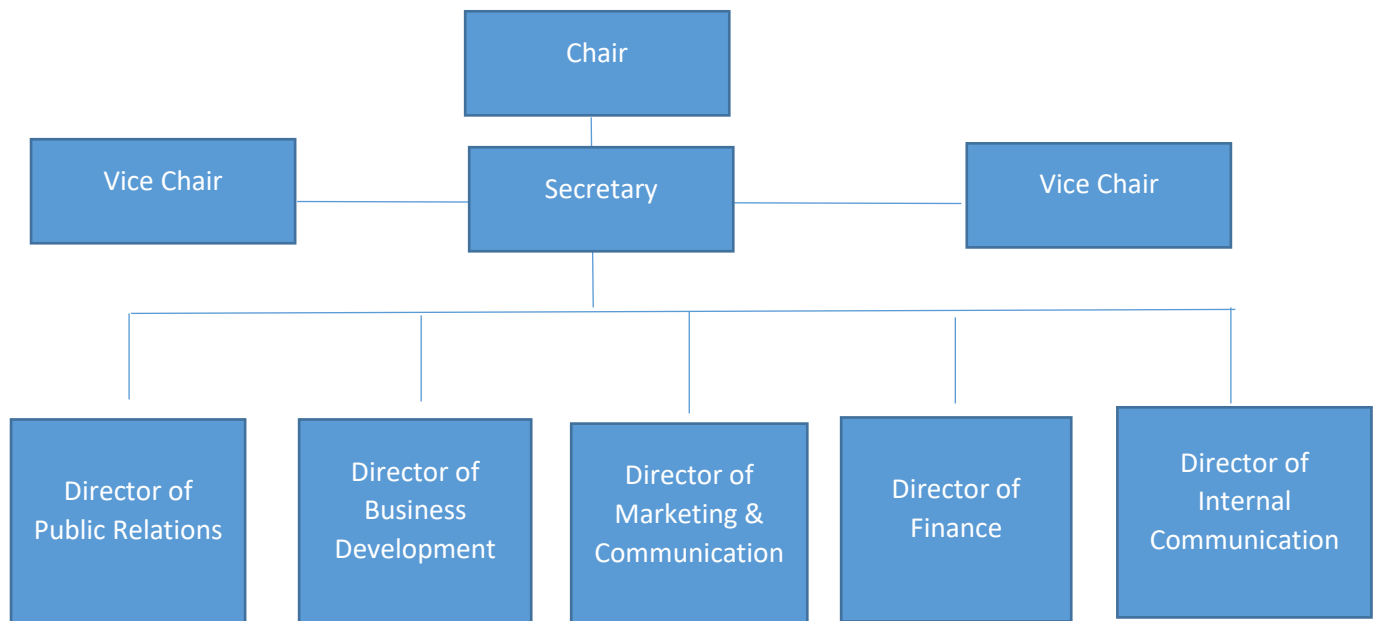 Chair
Vice Chair
Secretary
Vice Chair
Director of
Public Relations
Director of
Business
Development
Director of
Marketing &
Communication
Director of
Finance
Director of
Internal
Communication